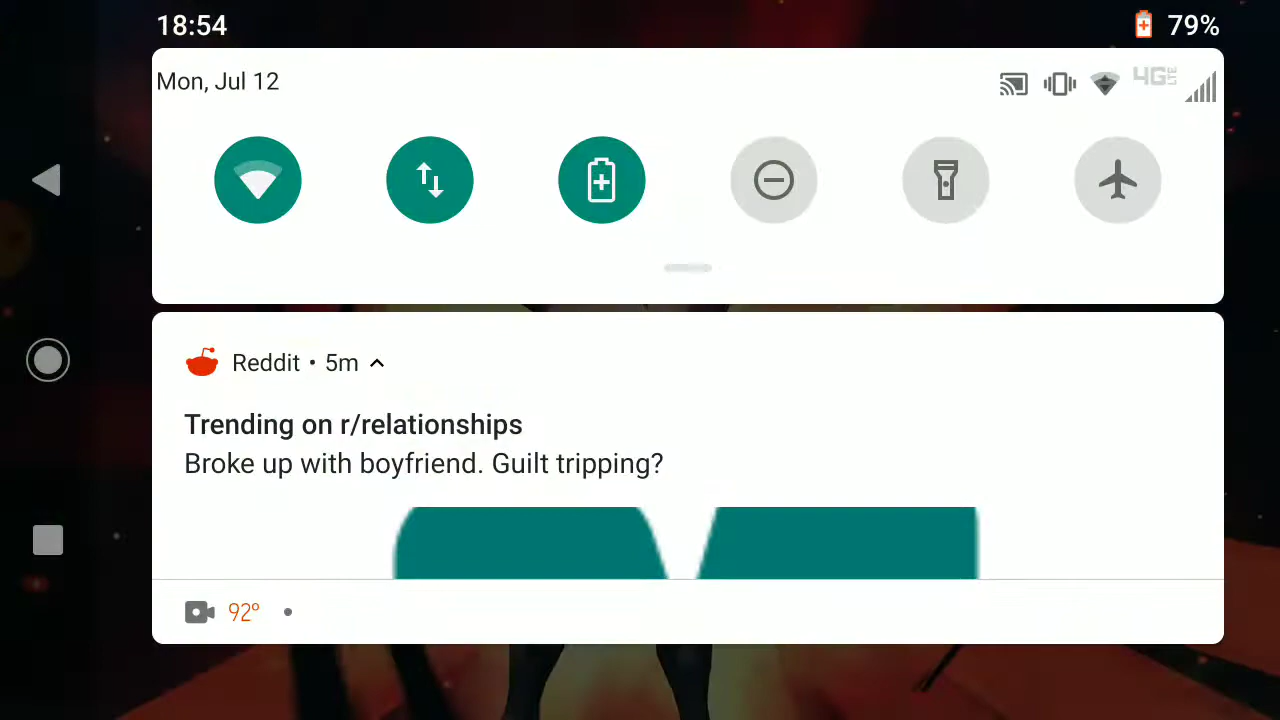 18:54
79%
Mon, Jul 12
4G LTE
Reddit • 5m
Trending on r/relationships
Broke up with boyfriend. Guilt tripping?
92°